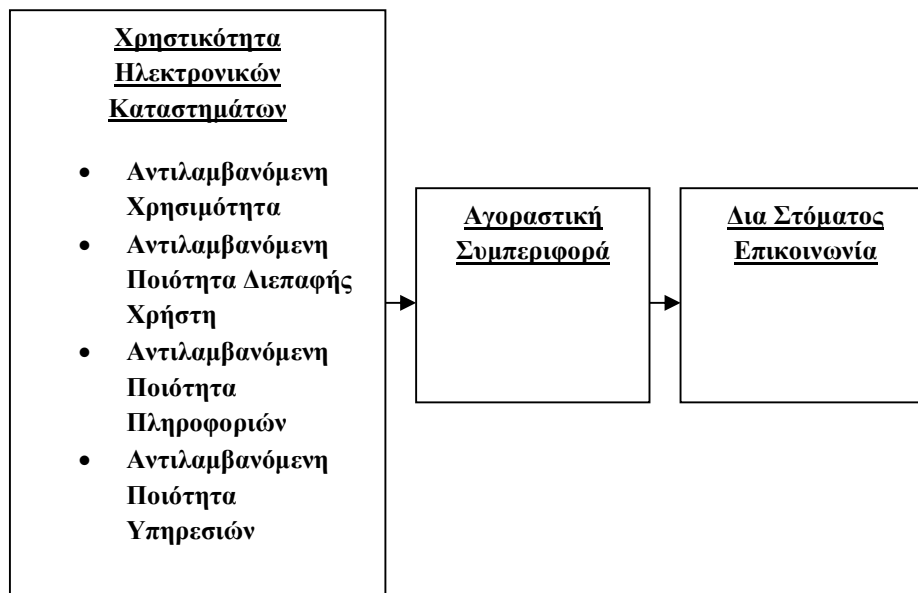 Χρηστικότητα
Ηλεκτρονικών
Καταστημάτων
• Αντιλαμβανόμενη
Χρησιμότητα
• Αντιλαμβανόμενη
Ποιότητα Διεπαφής
Χρήστη
• Αντιλαμβανόμενη
Ποιότητα
Πληροφοριών
• Αντιλαμβανόμενη
Ποιότητα
Υπηρεσιών
Αγοραστική
Συμπεριφορά
Δια Στόματος
Επικοινωνία